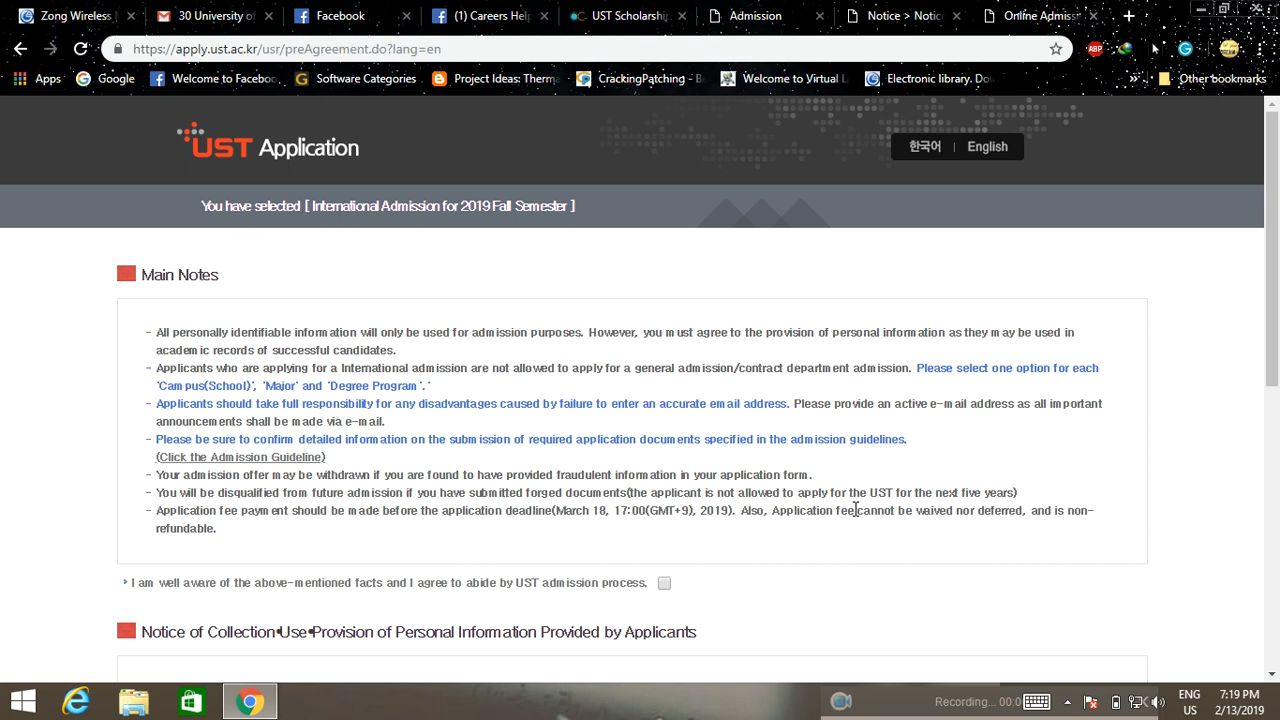 Zong Wireless
30 University of
Facebook
(1) Careers Help
UST Scholarship
Admission
Notice > Notice
Online Admiss
https://apply.ust.ac.kr/usr/preAgreement.do?lang=en
ABP
Apps
Google
Welcome to Faceboo
Software Categories
Project Ideas: Therma
CrackingPatching - B
Welcome to Virtual L
Electronic library. Do
Other bookmarks
UST Application
한국어 | English
You have selected [ International Admission for 2019 Fall Semester ]
Main Notes
- All personally identifiable information will only be used for admission purposes. However, you must agree to the provision of personal information as they may be used in
academic records of successful candidates.
- Applicants who are applying for a International admission are not allowed to apply for a general admission/contract department admission. Please select one option for each
'Campus(School)', 'Major' and 'Degree Program'.'
- Applicants should take full responsibility for any disadvantages caused by failure to enter an accurate email address. Please provide an active e-mail address as all important
announcements shall be made via e-mail.
- Please be sure to confirm detailed information on the submission of required application documents specified in the admission guidelines.
(Click the Admission Guideline)
- Your admission offer may be withdrawn if you are found to have provided fraudulent information in your application form.
- You will be disqualified from future admission if you have submitted forged documents(the applicant is not allowed to apply for the UST for the next five years)
- Application fee payment should be made before the application deadline(March 18, 17:00(GMT+9), 2019). Also, Application fee cannot be waived nor deferred, and is non-
refundable.
I am well aware of the above-mentioned facts and I agree to abide by UST admission process.
Notice of Collection•Use•Provision of Personal Information Provided by Applicants
Recording... 00:0
ENG
US
7:19 PM
2/13/2019